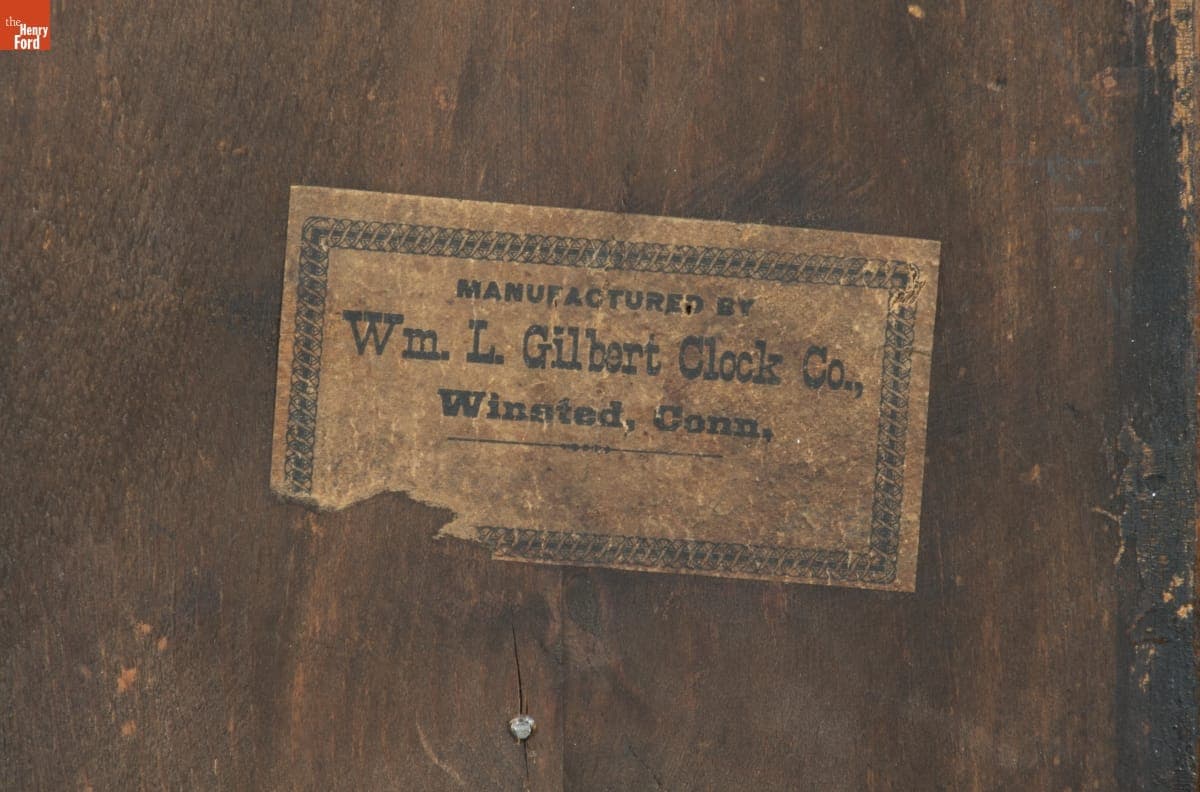 the
Henry
Ford
MANUFACTURED BY
Wm. L. Gilbert Clock Co.,
Winsted, Conn,